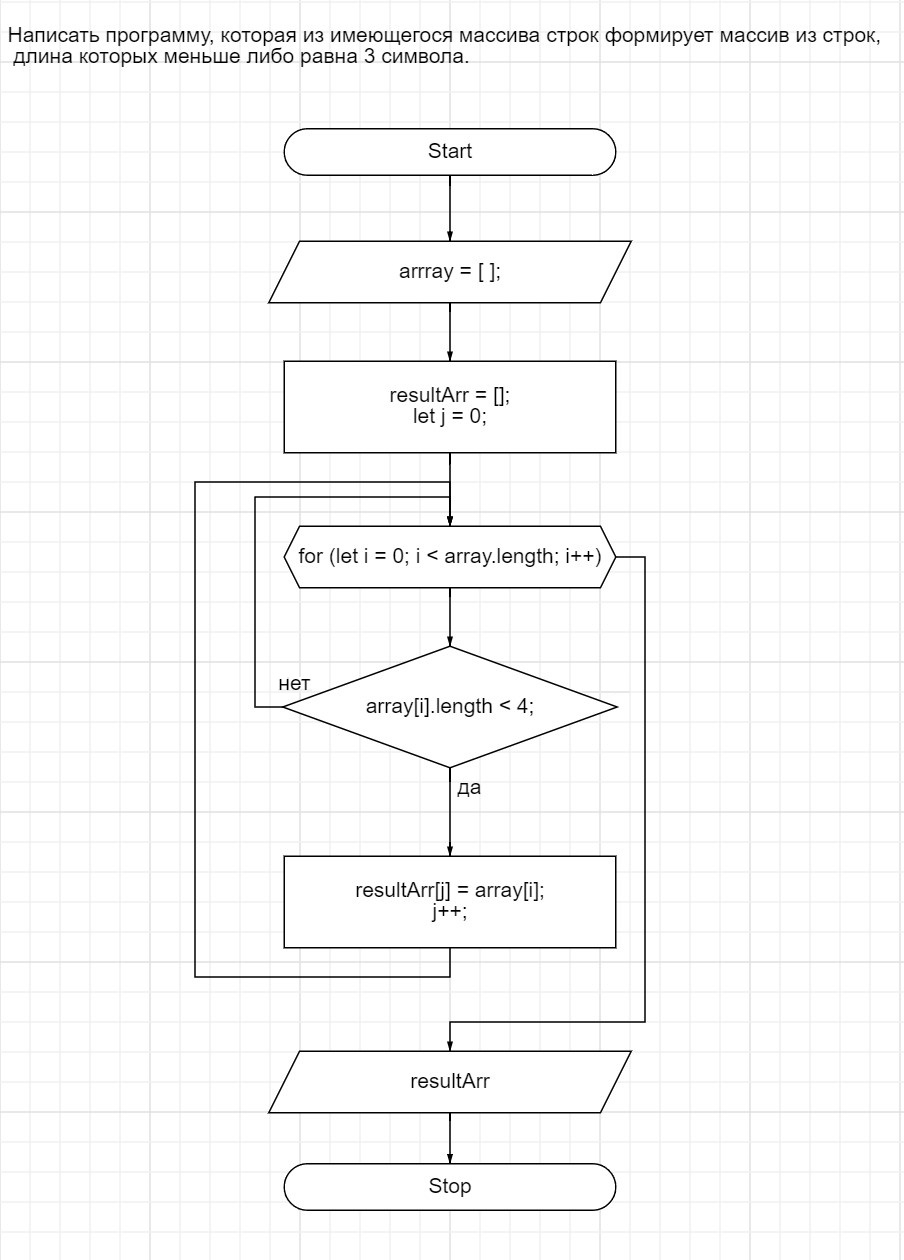 Написать программу, которая из имеющегося массива строк формирует массив из строк,
длина которых меньше либо равна 3 символа.
Start
arrray = [ ];
resultArr = [];
let j = 0;
for (let i = 0; i < array.length; i++)
нет
array[i].length < 4;
да
resultArr[j] = array[i];
j++;
resultArr
Stop